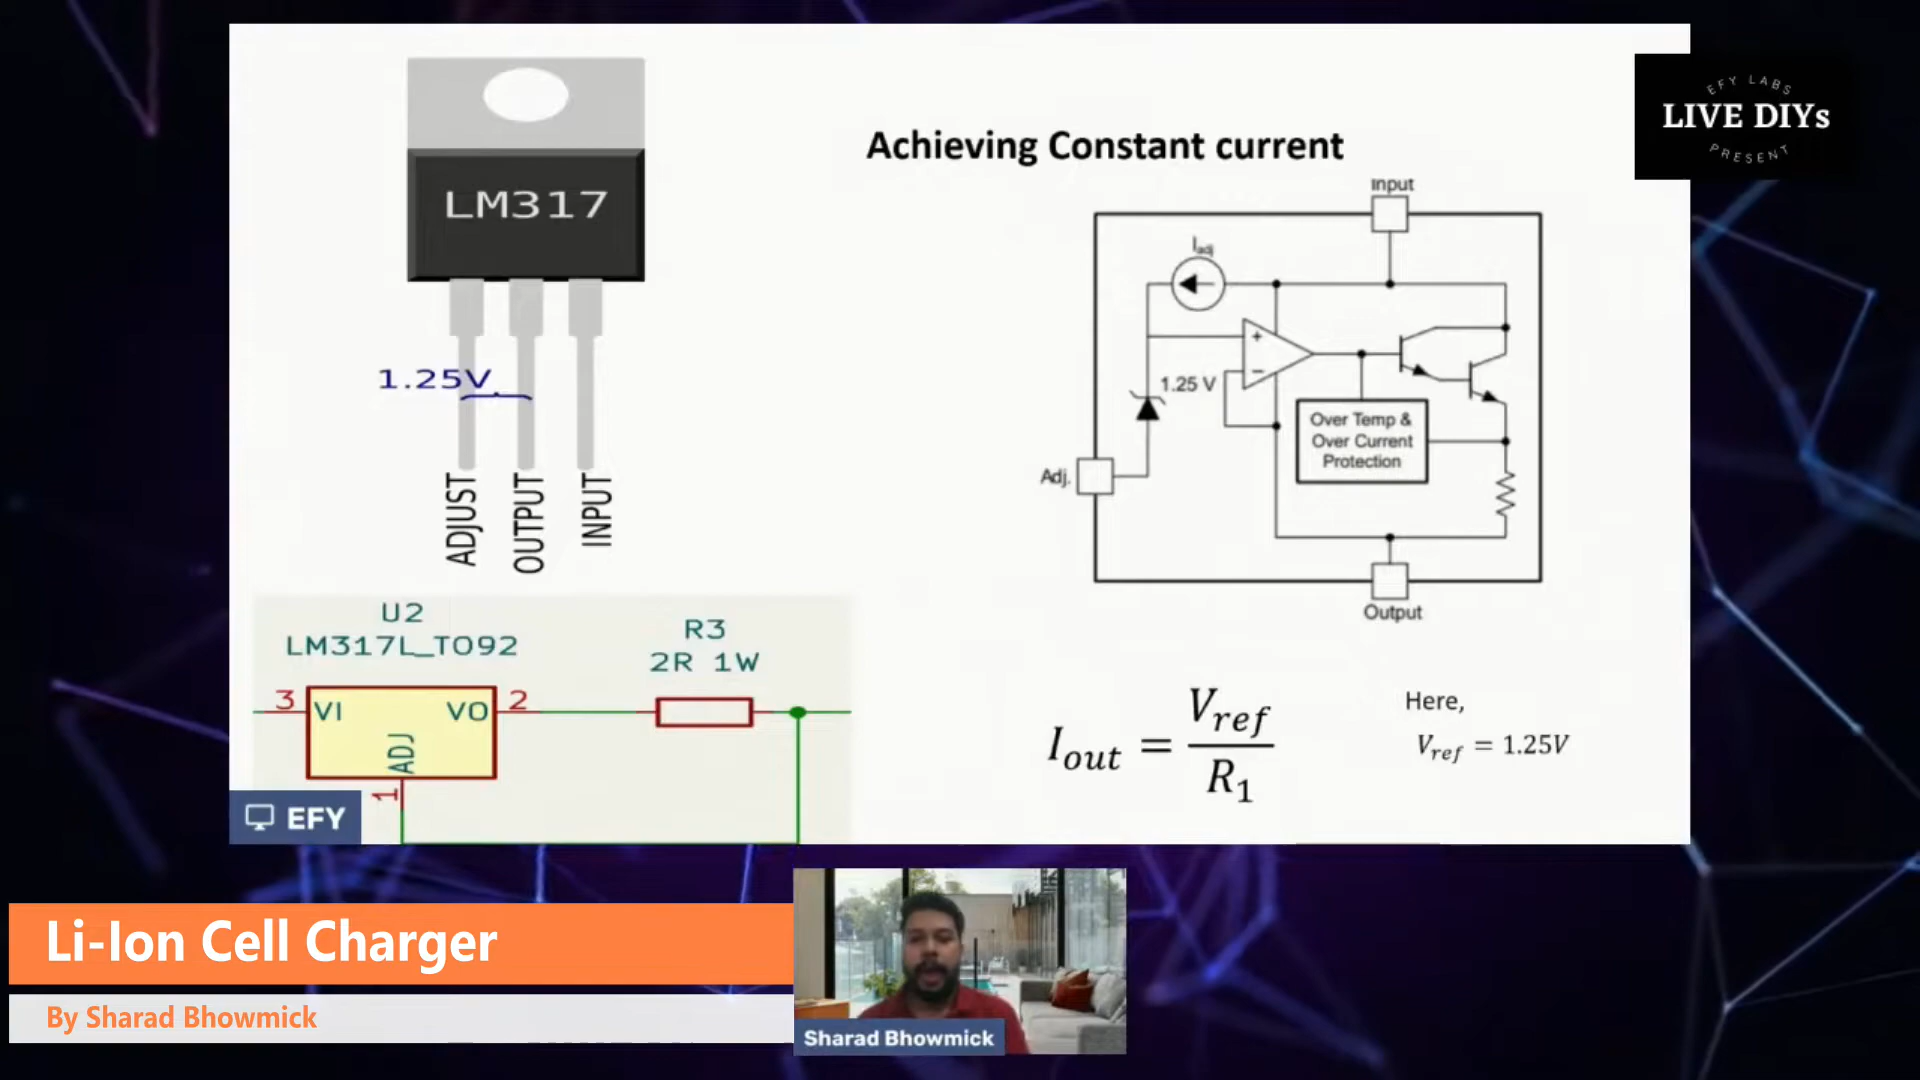 EFY LABS
LIVE DIYs
PRESENT
Achieving Constant current
LM317
1.25V
ADJUST
OUTPUT
INPUT
Input
Iadj
+
−
1.25 V
Over Temp &
Over Current
Protection
Adj.
Output
U2
LM317L_TO92
3
VI
VO
2
ADJ
1
R3
2R 1W
Iout = Vref / R1
Here,
Vref = 1.25V
EFY
Li-Ion Cell Charger
By Sharad Bhowmick
Sharad Bhowmick